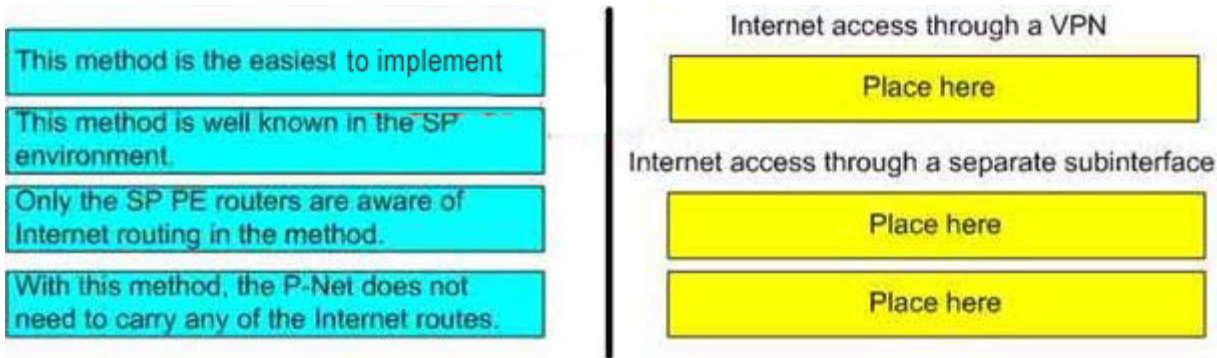 This method is the easiest to implement
This method is well known in the SP
environment.
Only the SP PE routers are aware of
Internet routing in the method.
With this method, the P-Net does not
need to carry any of the Internet routes.
Internet access through a VPN
Place here
Internet access through a separate subinterface
Place here
Place here